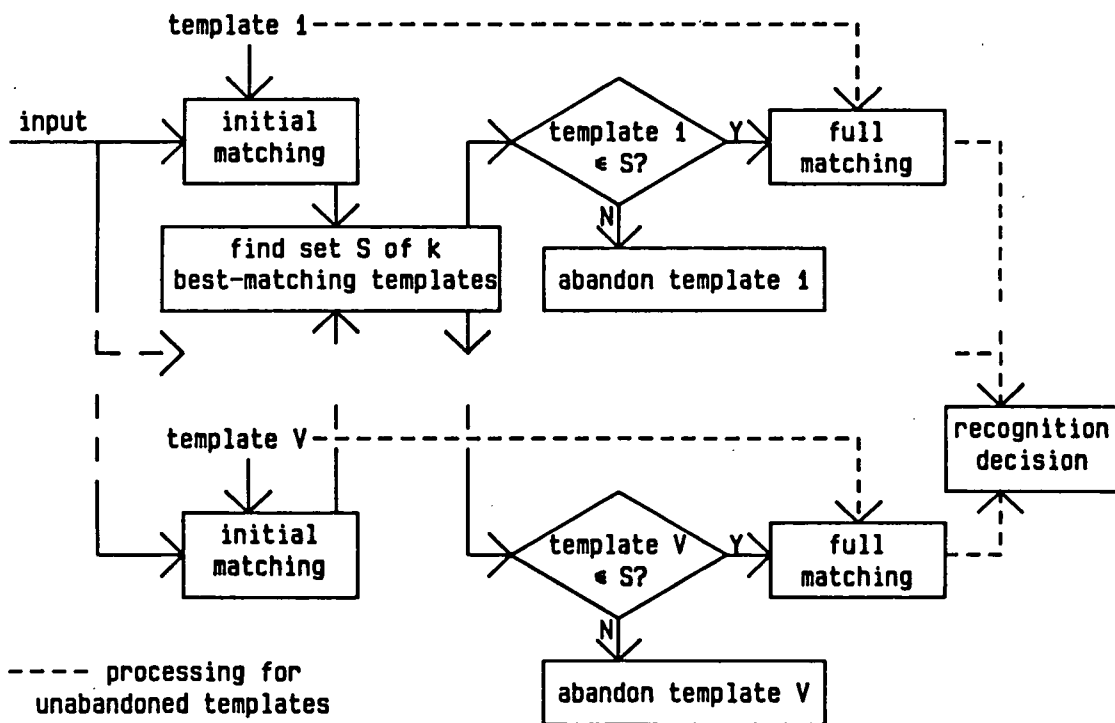 template 1
input
initial
matching
template 1
∈ S?
Y
full
matching
N
find set S of k
best-matching templates
abandon template 1
template V
recognition
decision
initial
matching
template V
∈ S?
Y
full
matching
N
---- processing for
unabandoned templates
abandon template V